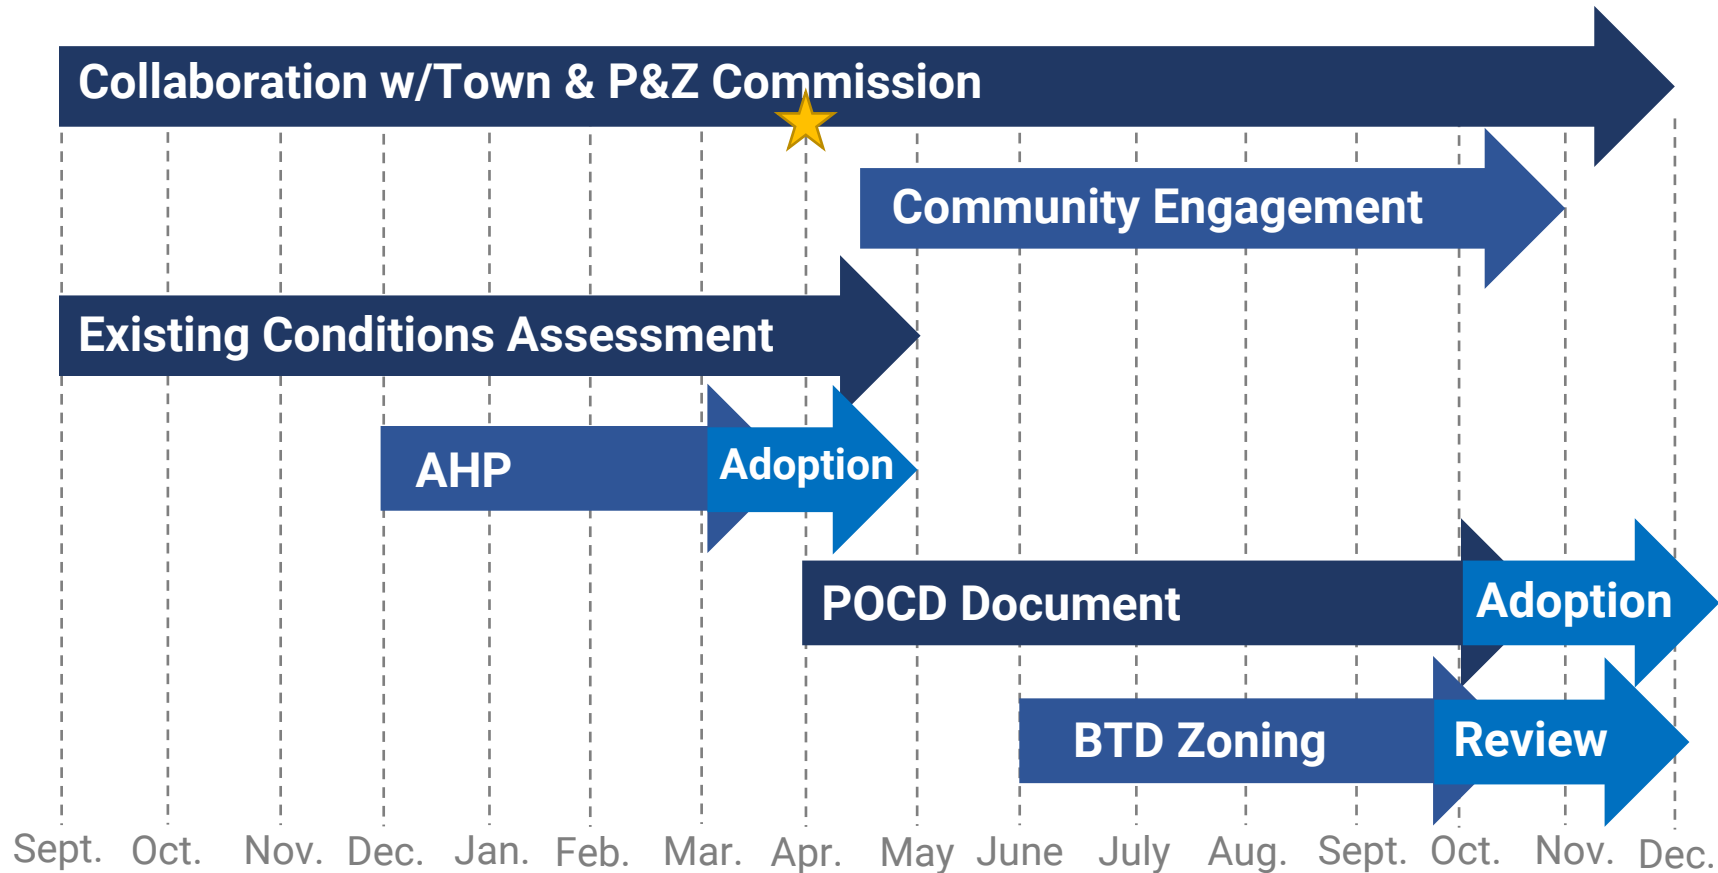 Collaboration w/Town & P&Z Commission
Community Engagement
Existing Conditions Assessment
AHP
Adoption
POCD Document
Adoption
BTD Zoning
Review
Sept. Oct. Nov. Dec. Jan. Feb. Mar. Apr. May June July Aug. Sept. Oct. Nov. Dec.